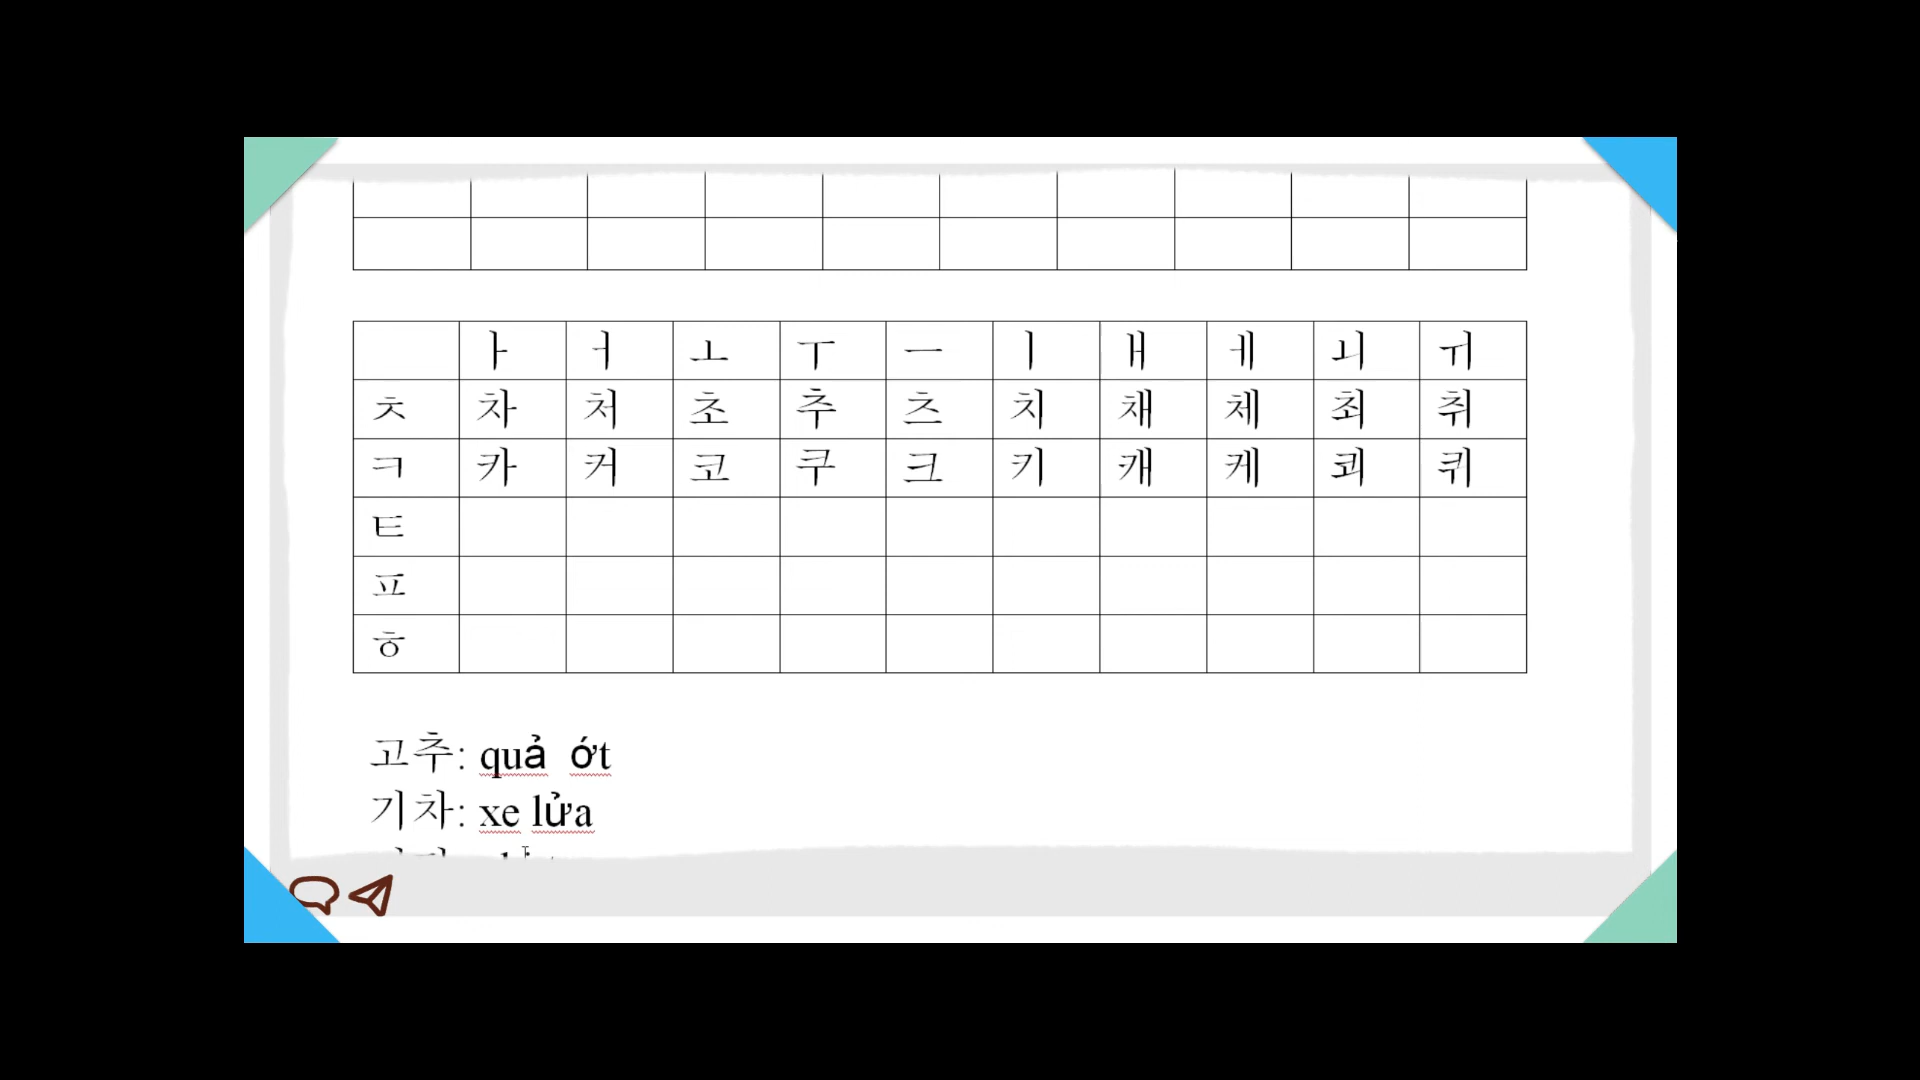 ㅏ ㅓ ㅗ ㅜ ㅡ ㅣ ㅐ ㅔ ㅚ ㅟ
ㅊ 차 처 초 추 츠 치 채 체 최 취
ㅋ 카 커 코 쿠 크 키 캐 케 쾨 퀴
ㅌ
ㅍ
ㅎ
고추: quả ớt
기차: xe lửa